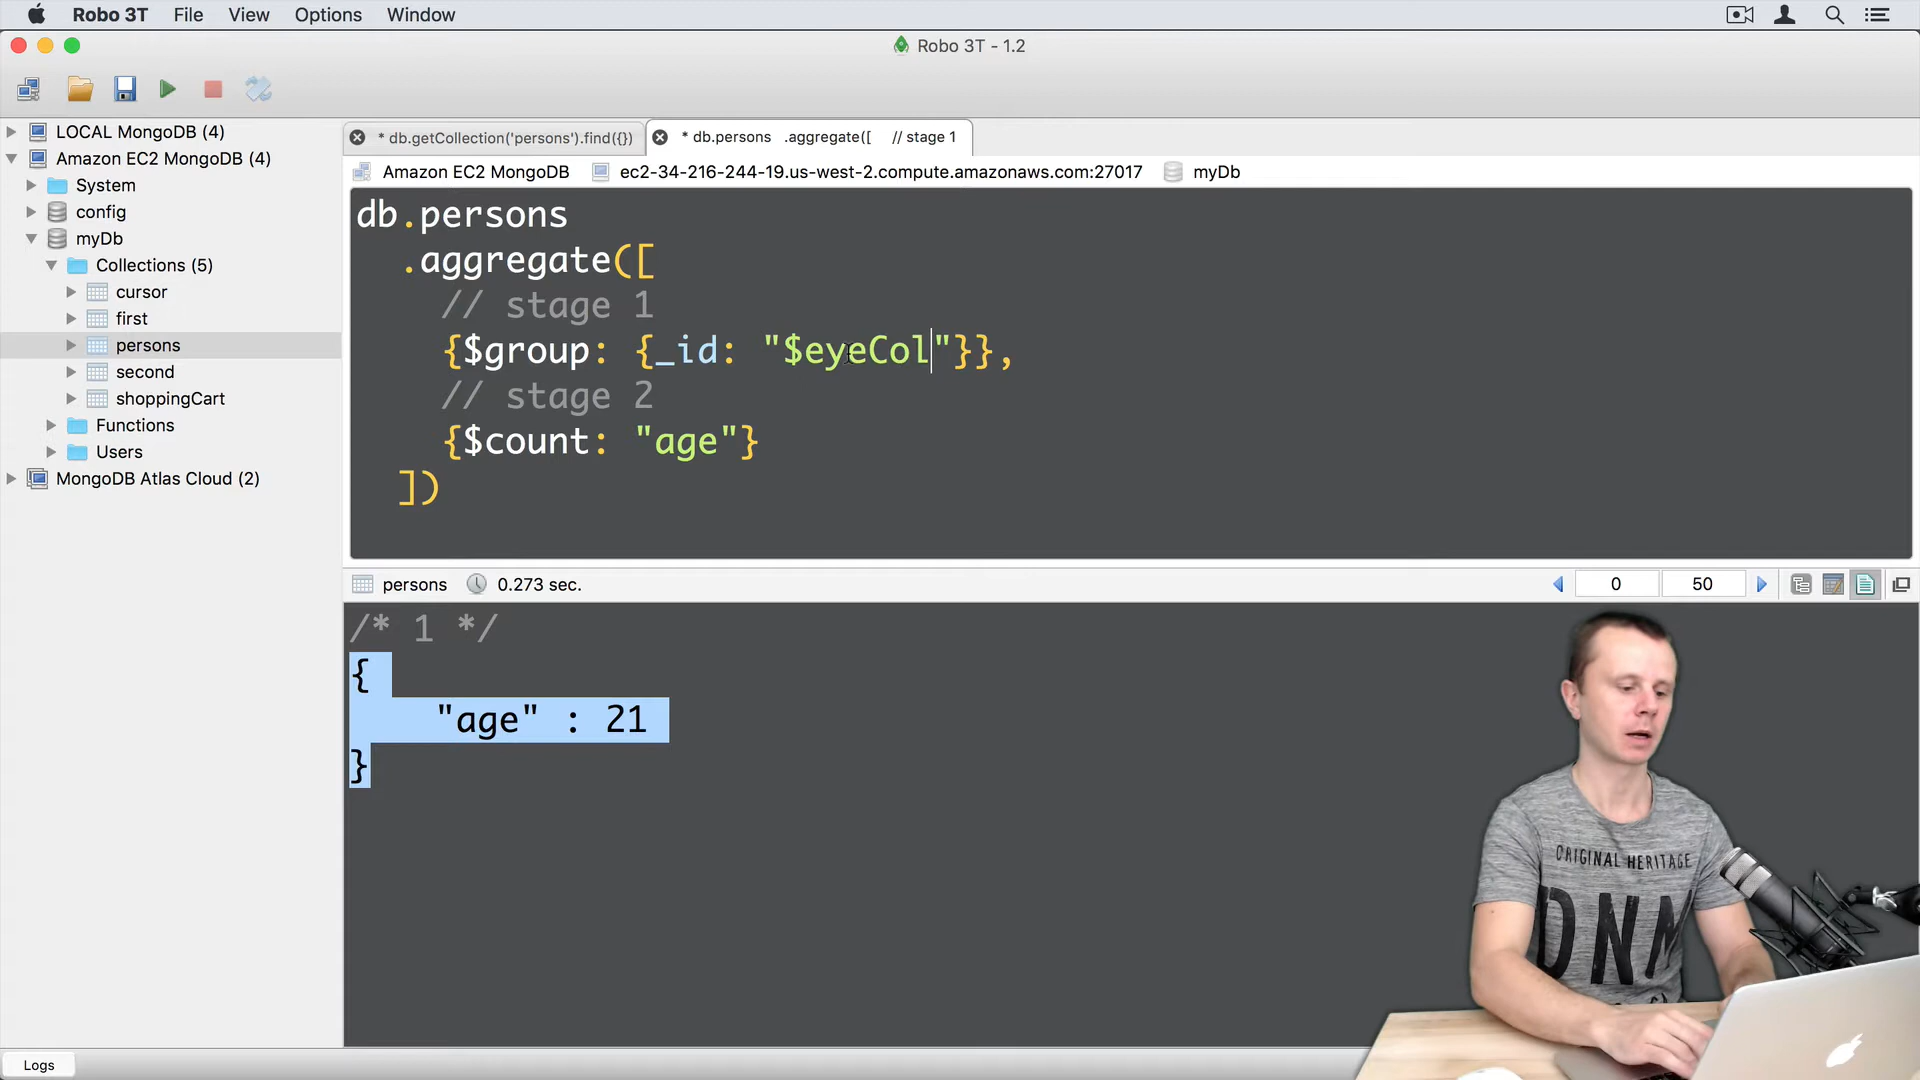 Robo 3T File View Options Window
Robo 3T - 1.2
LOCAL MongoDB (4)
Amazon EC2 MongoDB (4)
System
config
myDb
Collections (5)
cursor
first
persons
second
shoppingCart
Functions
Users
MongoDB Atlas Cloud (2)
* db.getCollection('persons').find({})
* db.persons .aggregate([ // stage 1
Amazon EC2 MongoDB ec2-34-216-244-19.us-west-2.compute.amazonaws.com:27017 myDb
db.persons
.aggregate([
// stage 1
{$group: {_id: "$eyeCol"}},
// stage 2
{$count: "age"}
])
persons 0.273 sec. 0 50
/* 1 */
{
"age" : 21
}
ORIGINAL HERITAGE
DNM
Logs